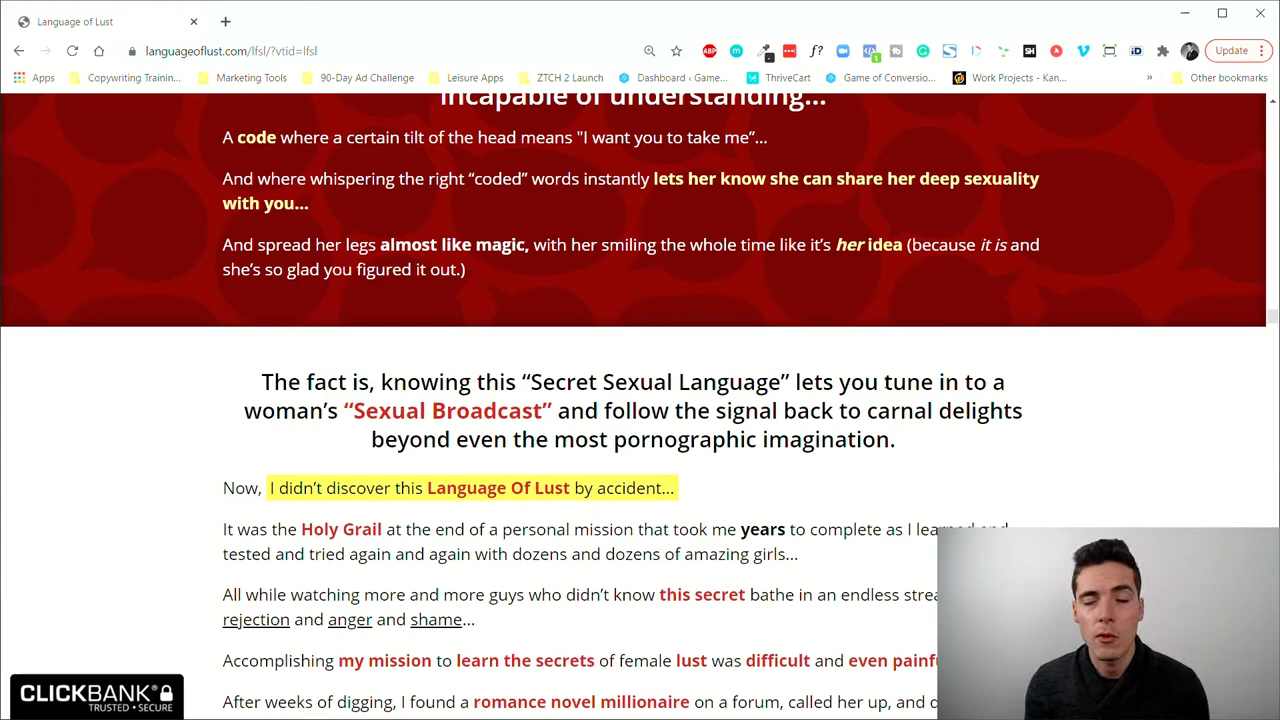 Language of Lust
languageoflust.com/lfsl/?vtid=lfsl
Update
Apps
Copywriting Trainin...
Marketing Tools
90-Day Ad Challenge
Leisure Apps
ZTCH 2 Launch
Dashboard ‹ Game...
ThriveCart
Game of Conversio...
Work Projects - Kan...
Other bookmarks
incapable of understanding...
A code where a certain tilt of the head means "I want you to take me”...
And where whispering the right “coded” words instantly lets her know she can share her deep sexuality
with you...
And spread her legs almost like magic, with her smiling the whole time like it’s her idea (because it is and
she’s so glad you figured it out.)
The fact is, knowing this “Secret Sexual Language” lets you tune in to a
woman’s “Sexual Broadcast” and follow the signal back to carnal delights
beyond even the most pornographic imagination.
Now, I didn’t discover this Language Of Lust by accident...
It was the Holy Grail at the end of a personal mission that took me years to complete as I learned and
tested and tried again and again with dozens and dozens of amazing girls...
All while watching more and more guys who didn’t know this secret bathe in an endless
rejection and anger and shame...
Accomplishing my mission to learn the secrets of female lust was difficult and even
After weeks of digging, I found a romance novel millionaire on a forum, called her up, and
CLICKBANK
TRUSTED • SECURE